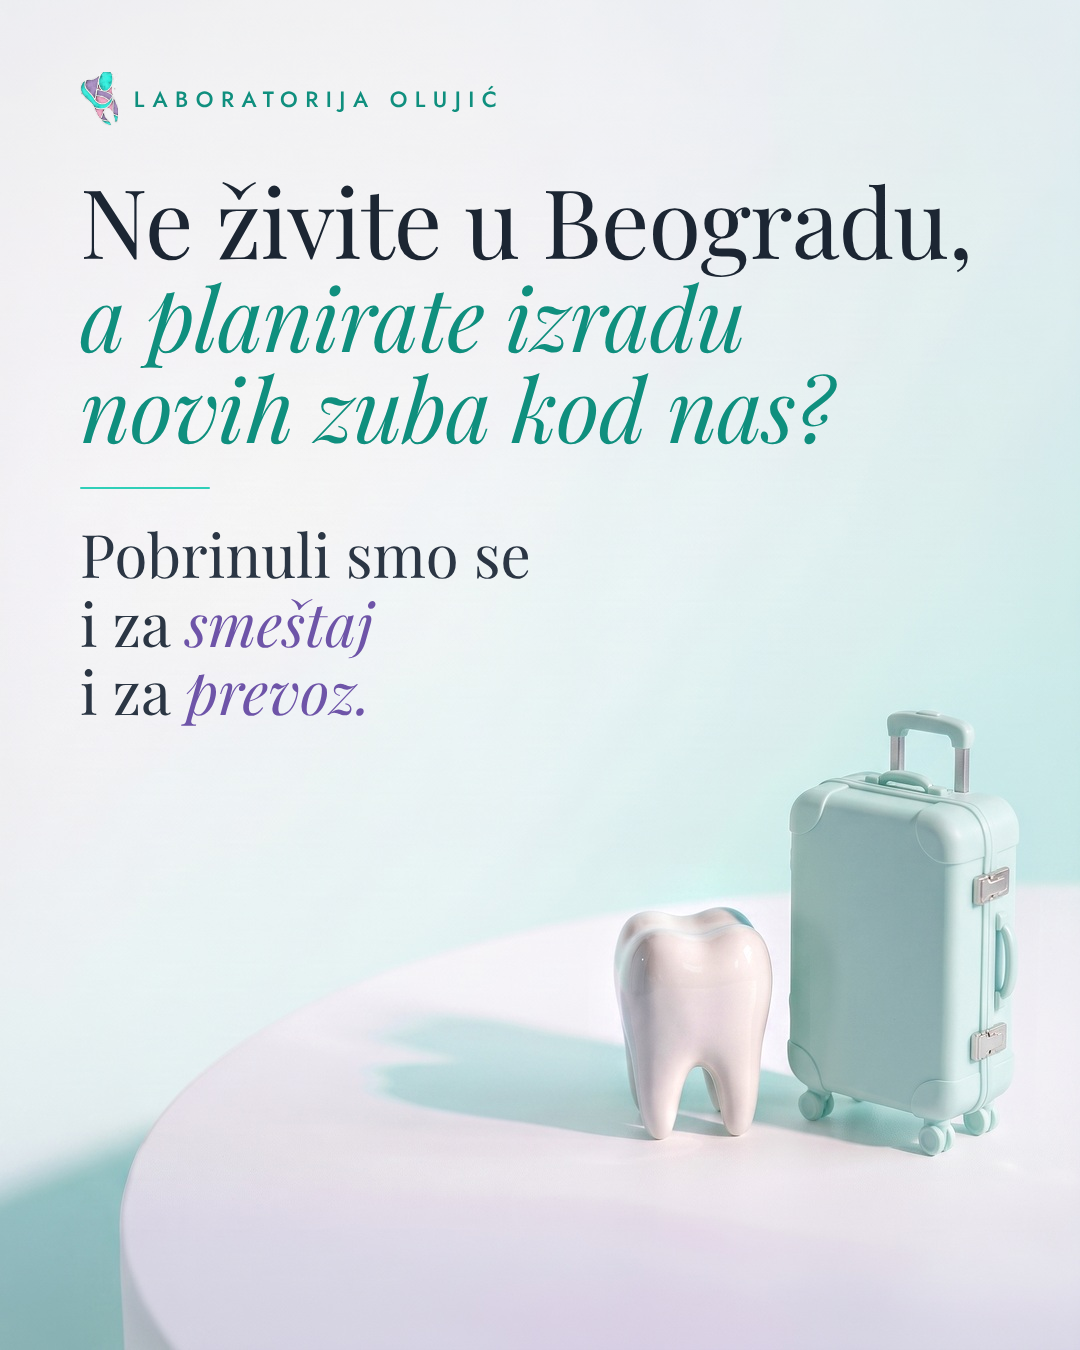 LABORATORIJA OLUJIĆ
Ne živite u Beogradu,
a planirate izradu
novih zuba kod nas?
Pobrinuli smo se
i za smeštaj
i za prevoz.